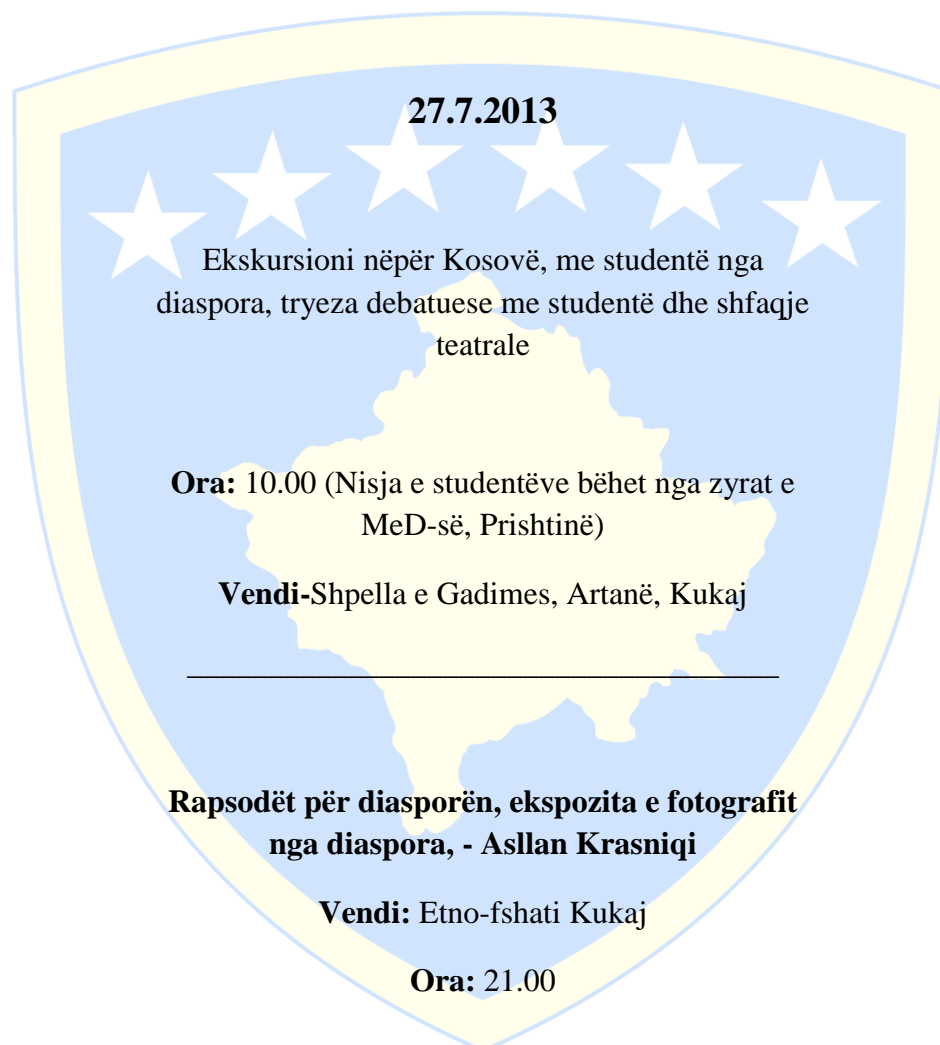 27.7.2013
Ekskursioni nëpër Kosovë, me studentë nga
diaspora, tryeza debatuese me studentë dhe shfaqje
teatrale
Ora: 10.00 (Nisja e studentëve bëhet nga zyrat e
MeD-së, Prishtinë)
Vendi-Shpella e Gadimes, Artanë, Kukaj
_____________________________________
Rapsodët për diasporën, ekspozita e fotografit
nga diaspora, - Asllan Krasniqi
Vendi: Etno-fshati Kukaj
Ora: 21.00